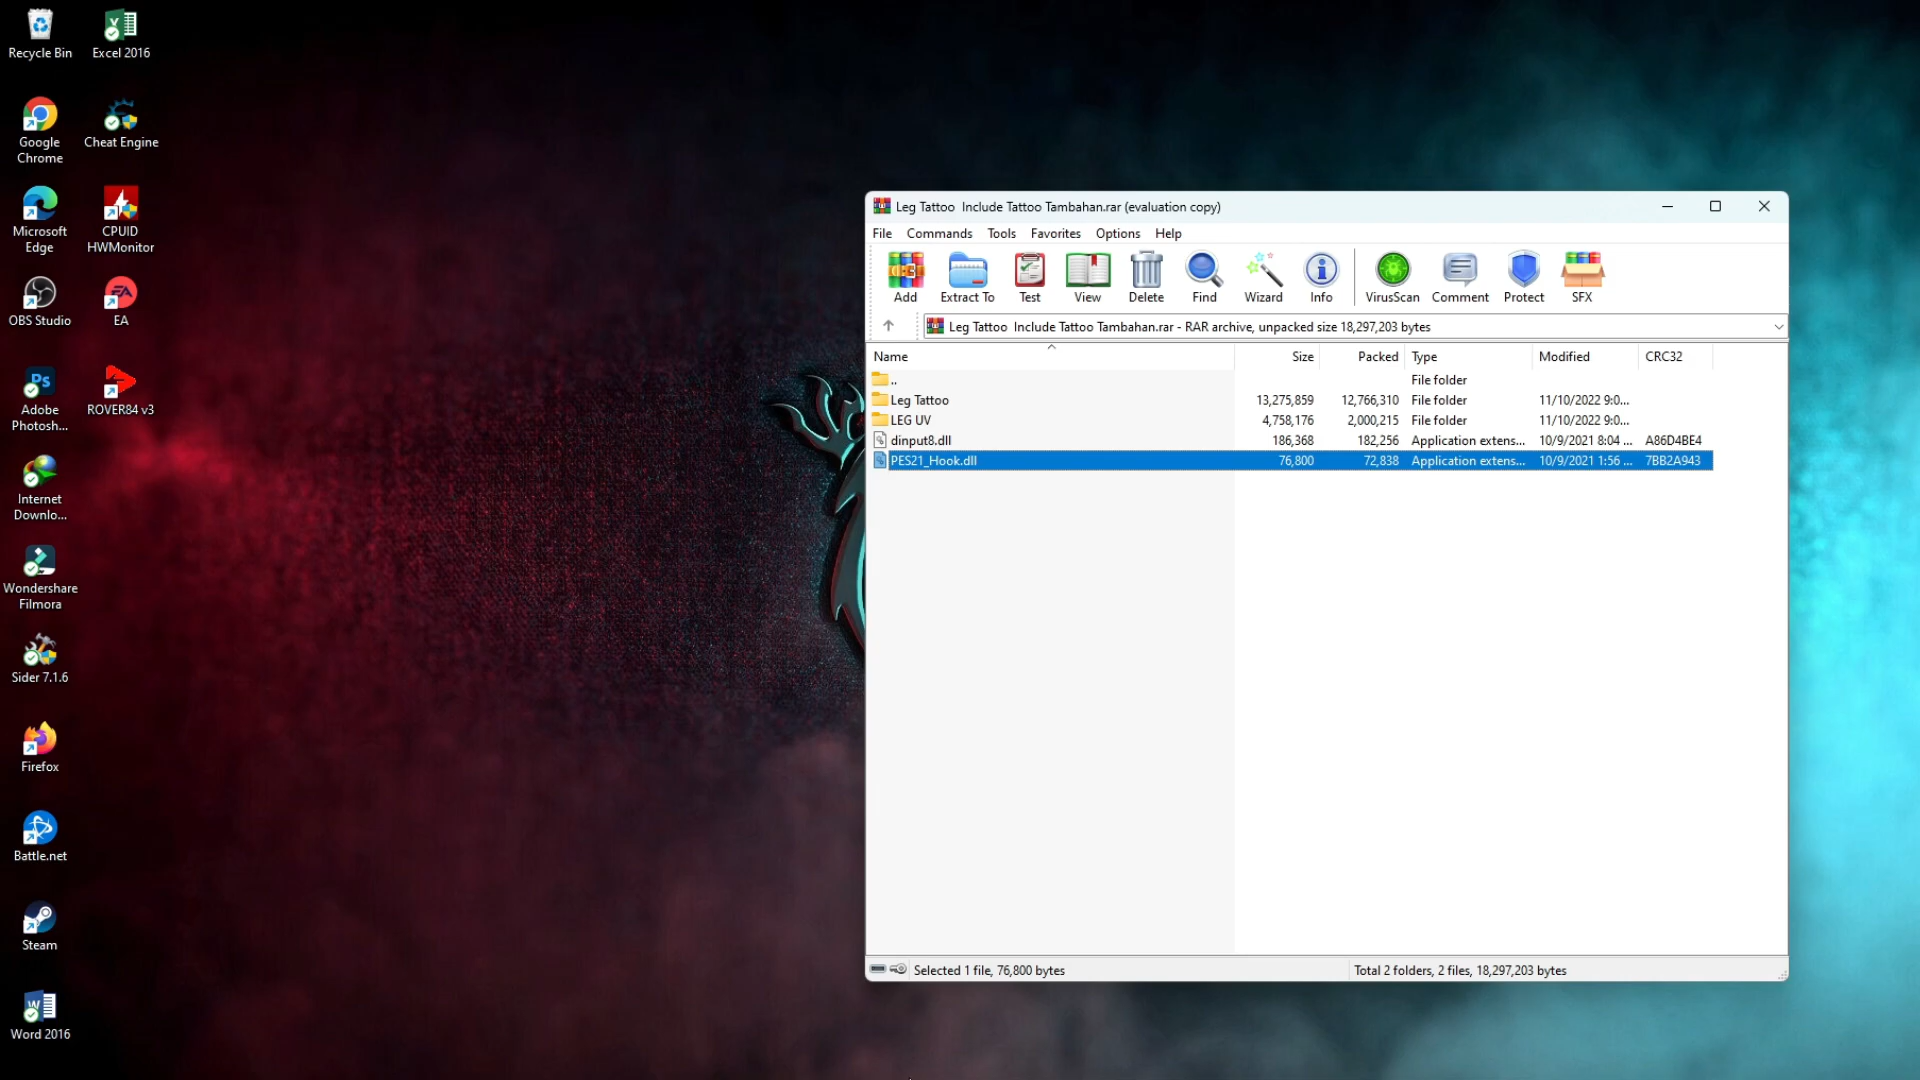 Recycle Bin
Excel 2016
Google
Chrome
Cheat Engine
Microsoft
Edge
CPUID
HWMonitor
OBS Studio
EA
Adobe
Photosh...
ROVER84 v3
Internet
Downlo...
Wondershare
Filmora
Sider 7.1.6
Firefox
Battle.net
Steam
Word 2016
Leg Tattoo  Include Tattoo Tambahan.rar (evaluation copy)
File Commands Tools Favorites Options Help
Add Extract To Test View Delete Find Wizard Info VirusScan Comment Protect SFX
Leg Tattoo  Include Tattoo Tambahan.rar - RAR archive, unpacked size 18,297,203 bytes
Name Size Packed Type Modified CRC32
.. File folder
Leg Tattoo 13,275,859 12,766,310 File folder 11/10/2022 9:0...
LEG UV 4,758,176 2,000,215 File folder 11/10/2022 9:0...
dinput8.dll 186,368 182,256 Application extens... 10/9/2021 8:04 ... A86D4BE4
PES21_Hook.dll 76,800 72,838 Application extens... 10/9/2021 1:56 ... 7BB2A943
Selected 1 file, 76,800 bytes Total 2 folders, 2 files, 18,297,203 bytes